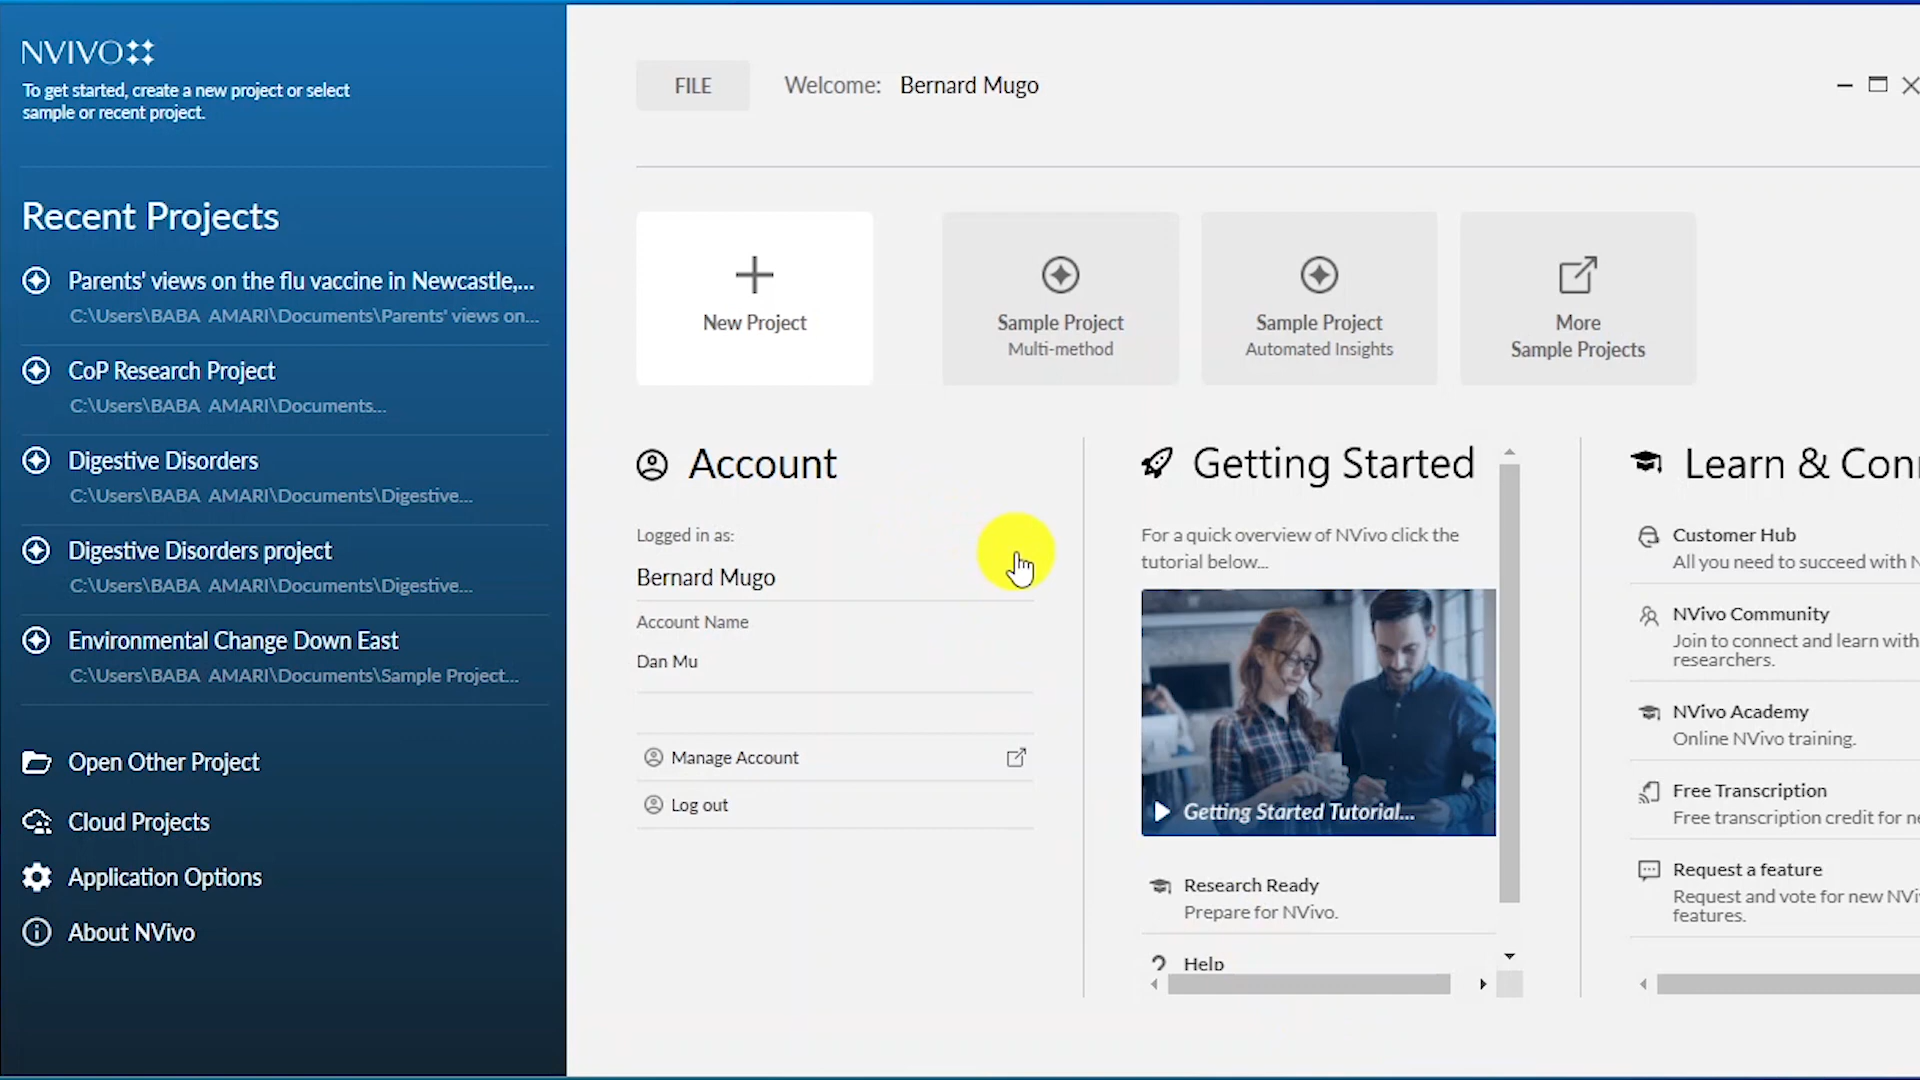 NVIVO
To get started, create a new project or select
sample or recent project.
Recent Projects
Parents' views on the flu vaccine in Newcastle,...
C:\Users\BABA AMARI\Documents\Parents' views on...
CoP Research Project
C:\Users\BABA AMARI\Documents...
Digestive Disorders
C:\Users\BABA AMARI\Documents\Digestive...
Digestive Disorders project
C:\Users\BABA AMARI\Documents\Digestive...
Environmental Change Down East
C:\Users\BABA AMARI\Documents\Sample Project...
Open Other Project
Cloud Projects
Application Options
About NVivo
FILE
Welcome: Bernard Mugo
New Project
Sample Project
Multi-method
Sample Project
Automated Insights
More
Sample Projects
Account
Logged in as:
Bernard Mugo
Account Name
Dan Mu
Manage Account
Log out
Getting Started
For a quick overview of NVivo click the
tutorial below...
Getting Started Tutorial...
Research Ready
Prepare for NVivo.
Help
Learn &
Customer Hub
All you need to succeed with
NVivo Community
Join to connect and learn with
researchers.
NVivo Academy
Online NVivo training.
Free Transcription
Free transcription credit for
Request a feature
Request and vote for new
features.